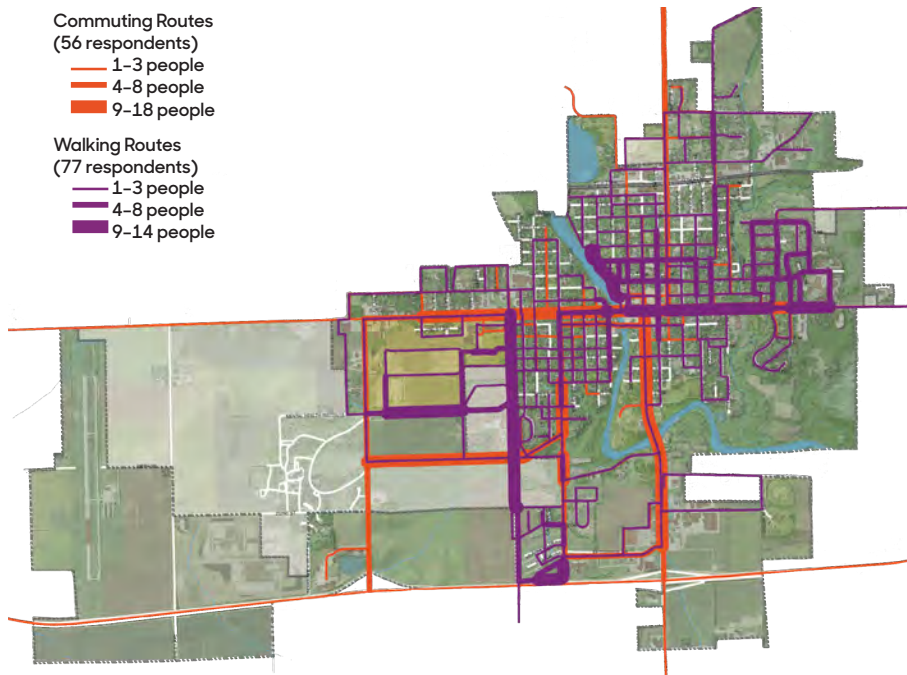 Commuting Routes
(56 respondents)
1–3 people
4–8 people
9–18 people
Walking Routes
(77 respondents)
1–3 people
4–8 people
9–14 people